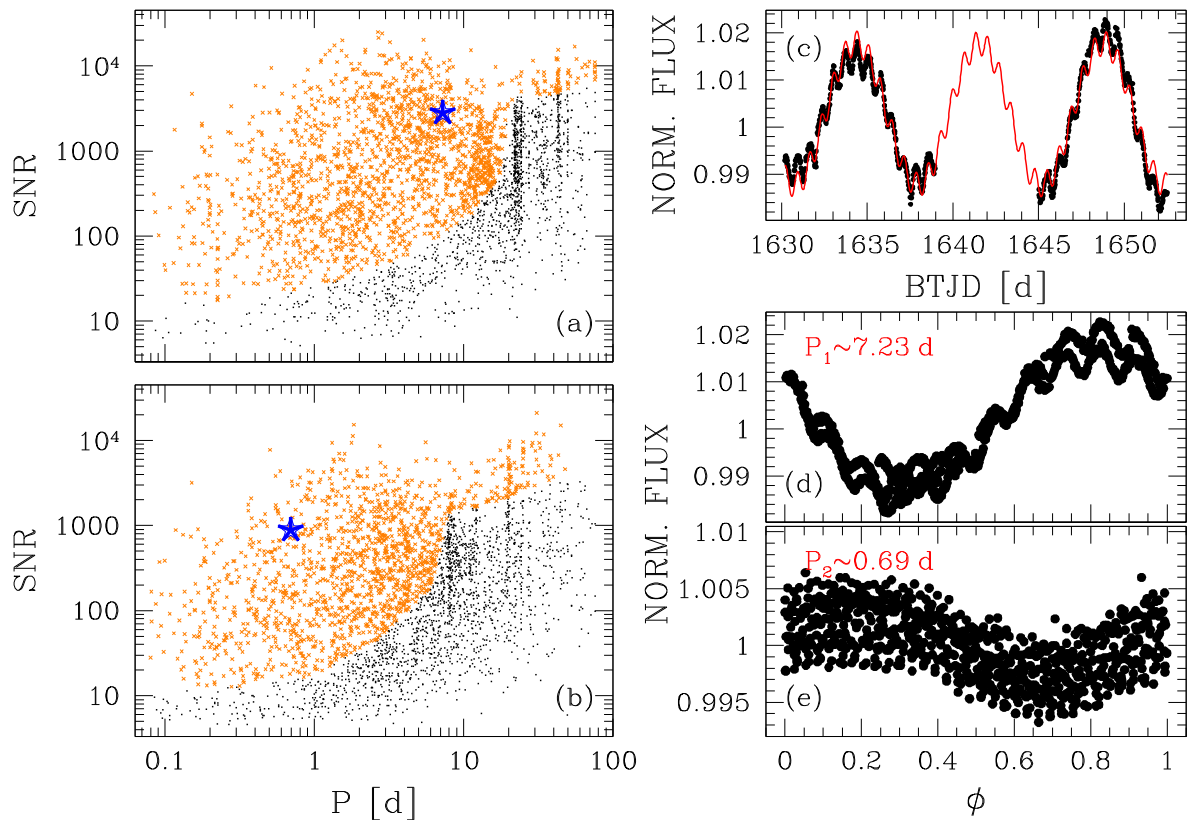 SNR
10⁴
1000
100
10
(a)
SNR
10⁴
1000
100
10
(b)
0.1
1
10
100
P [d]
NORM. FLUX
1.02
1.01
1
0.99
(c)
1630
1635
1640
1645
1650
BTJD [d]
NORM. FLUX
1.02
1.01
1
0.99
P₁~7.23 d
(d)
1.01
1.005
1
0.995
P₂~0.69 d
(e)
0
0.2
0.4
0.6
0.8
1
ϕ